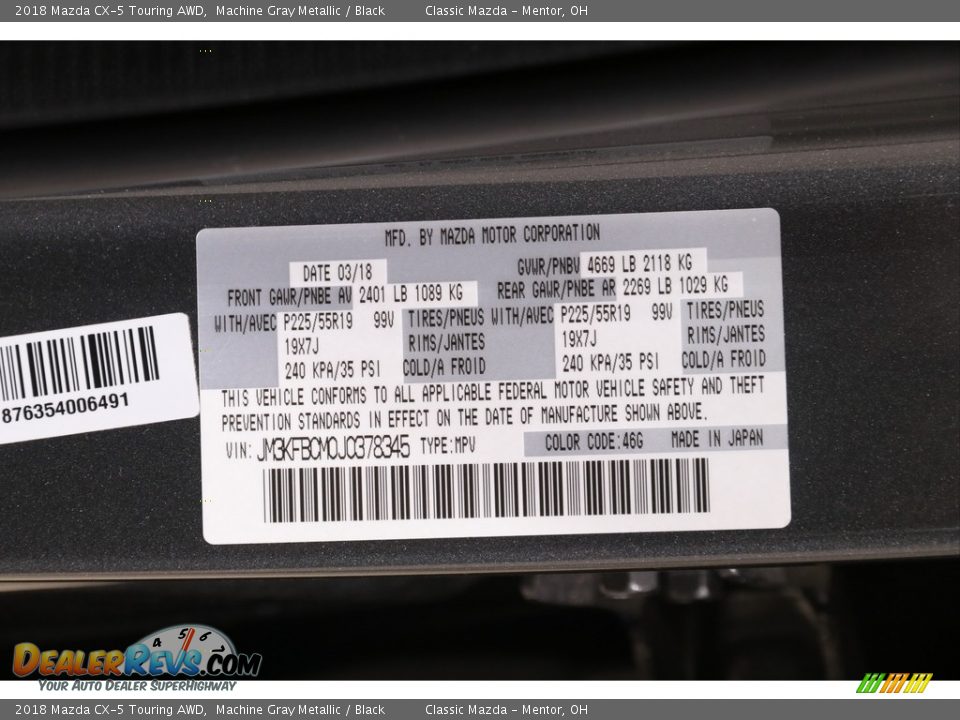 2018 Mazda CX-5 Touring AWD, Machine Gray Metallic / Black Classic Mazda - Mentor, OH
MFD. BY MAZDA MOTOR CORPORATION
DATE 03/18 GVWR/PNBV 4669 LB 2118 KG
FRONT GAWR/PNBE AV 2401 LB 1089 KG REAR GAWR/PNBE AR 2269 LB 1029 KG
WITH/AVEC P225/55R19 99V TIRES/PNEUS WITH/AVEC P225/55R19 99V TIRES/PNEUS
19X7J RIMS/JANTES 19X7J RIMS/JANTES
240 KPA/35 PSI COLD/A FROID 240 KPA/35 PSI COLD/A FROID
THIS VEHICLE CONFORMS TO ALL APPLICABLE FEDERAL MOTOR VEHICLE SAFETY AND THEFT
PREVENTION STANDARDS IN EFFECT ON THE DATE OF MANUFACTURE SHOWN ABOVE.
VIN: JM3KFBCM0J0378345 TYPE:MPV COLOR CODE:46G MADE IN JAPAN
876354006491
4 5 6
DEALERREVS.COM
YOUR AUTO DEALER SUPERHIGHWAY
2018 Mazda CX-5 Touring AWD, Machine Gray Metallic / Black Classic Mazda - Mentor, OH